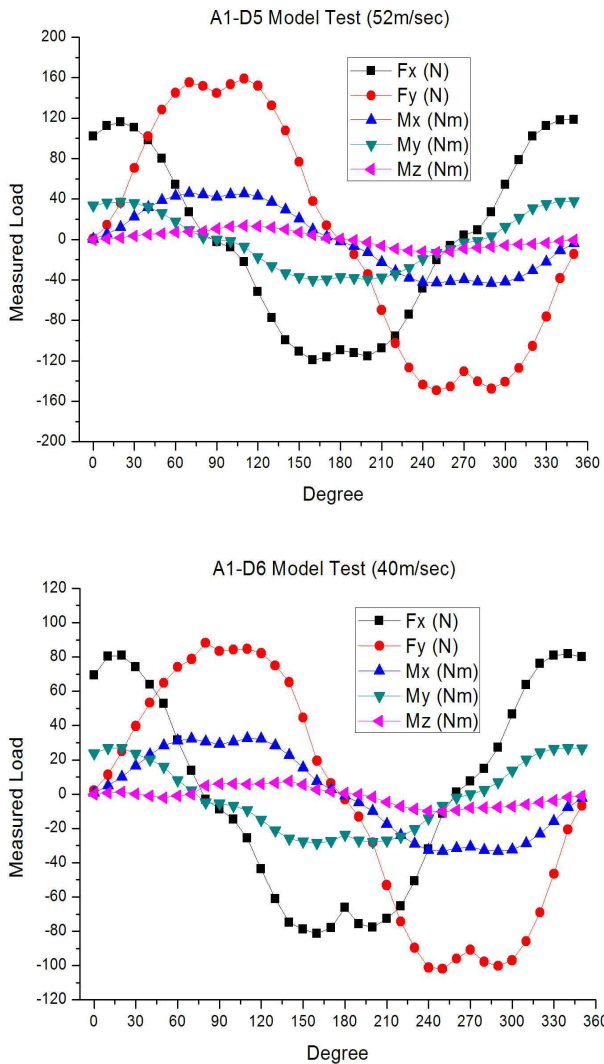 A1-D5 Model Test (52m/sec)
200
160
120
80
40
0
-40
-80
-120
-160
-200
Measured Load
Fx (N)
Fy (N)
Mx (Nm)
My (Nm)
Mz (Nm)
0 30 60 90 120 150 180 210 240 270 300 330 360
Degree
A1-D6 Model Test (40m/sec)
120
100
80
60
40
20
0
-20
-40
-60
-80
-100
-120
Measured Load
Fx (N)
Fy (N)
Mx (Nm)
My (Nm)
Mz (Nm)
0 30 60 90 120 150 180 210 240 270 300 330 360
Degree